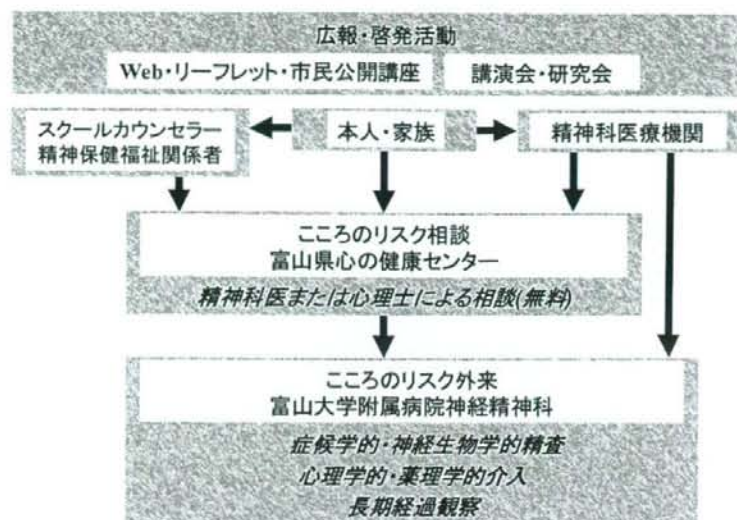 広報・啓発活動
Web・リーフレット・市民公開講座
講演会・研究会
スクールカウンセラー
精神保健福祉関係者
本人・家族
精神科医療機関
こころのリスク相談
富山県心の健康センター
精神科医または心理士による相談(無料)
こころのリスク外来
富山大学附属病院神経精神科
症候学的・神経生物学的精査
心理学的・薬理学的介入
長期経過観察